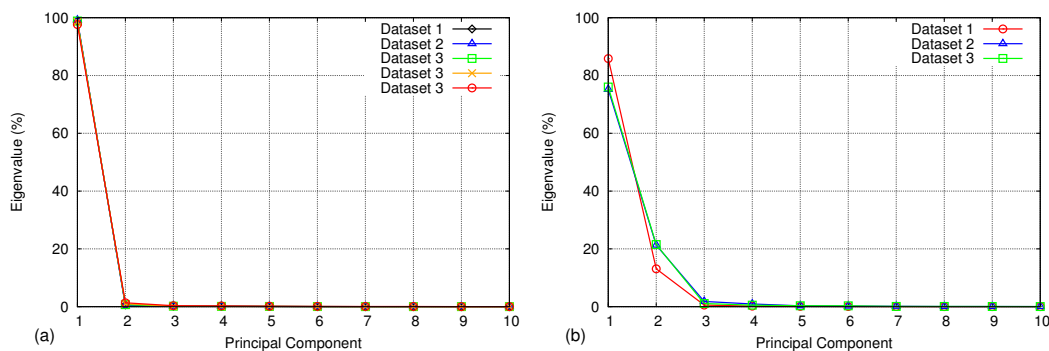 100
80
60
40
20
0
Eigenvalue (%)
1 2 3 4 5 6 7 8 9 10
Principal Component
(a)
Dataset 1
Dataset 2
Dataset 3
Dataset 3
Dataset 3
100
80
60
40
20
0
Eigenvalue (%)
1 2 3 4 5 6 7 8 9 10
Principal Component
(b)
Dataset 1
Dataset 2
Dataset 3